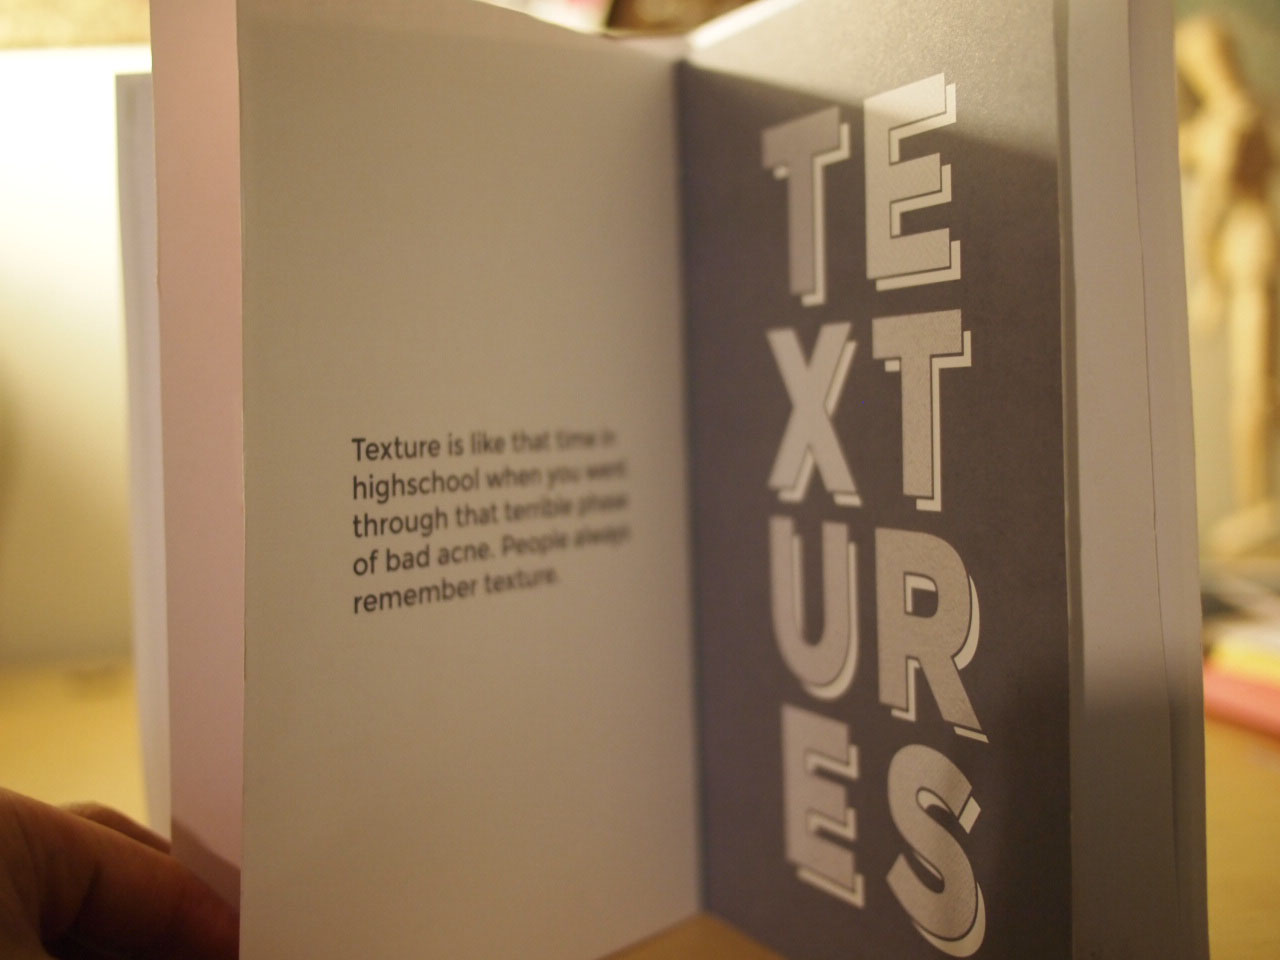 Texture is like that time in
highschool when you went
through that terrible phase
of bad acne. People always
remember texture.
TE
XT
UR
ES